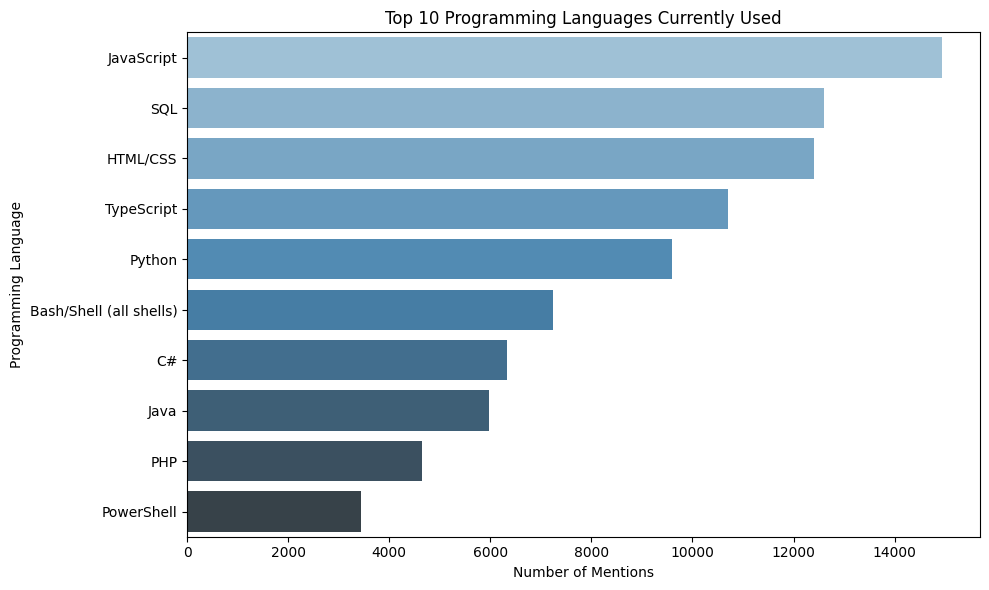 Top 10 Programming Languages Currently Used
Programming Language
JavaScript
SQL
HTML/CSS
TypeScript
Python
Bash/Shell (all shells)
C#
Java
PHP
PowerShell
0 2000 4000 6000 8000 10000 12000 14000
Number of Mentions